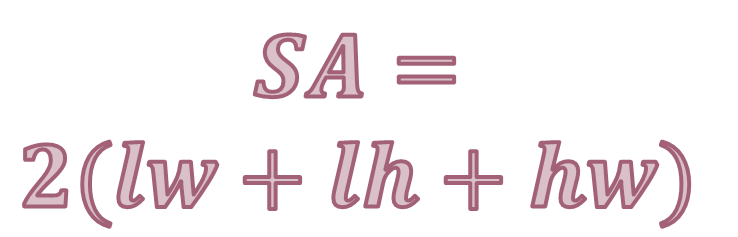 SA =
2(lw + lh + hw)